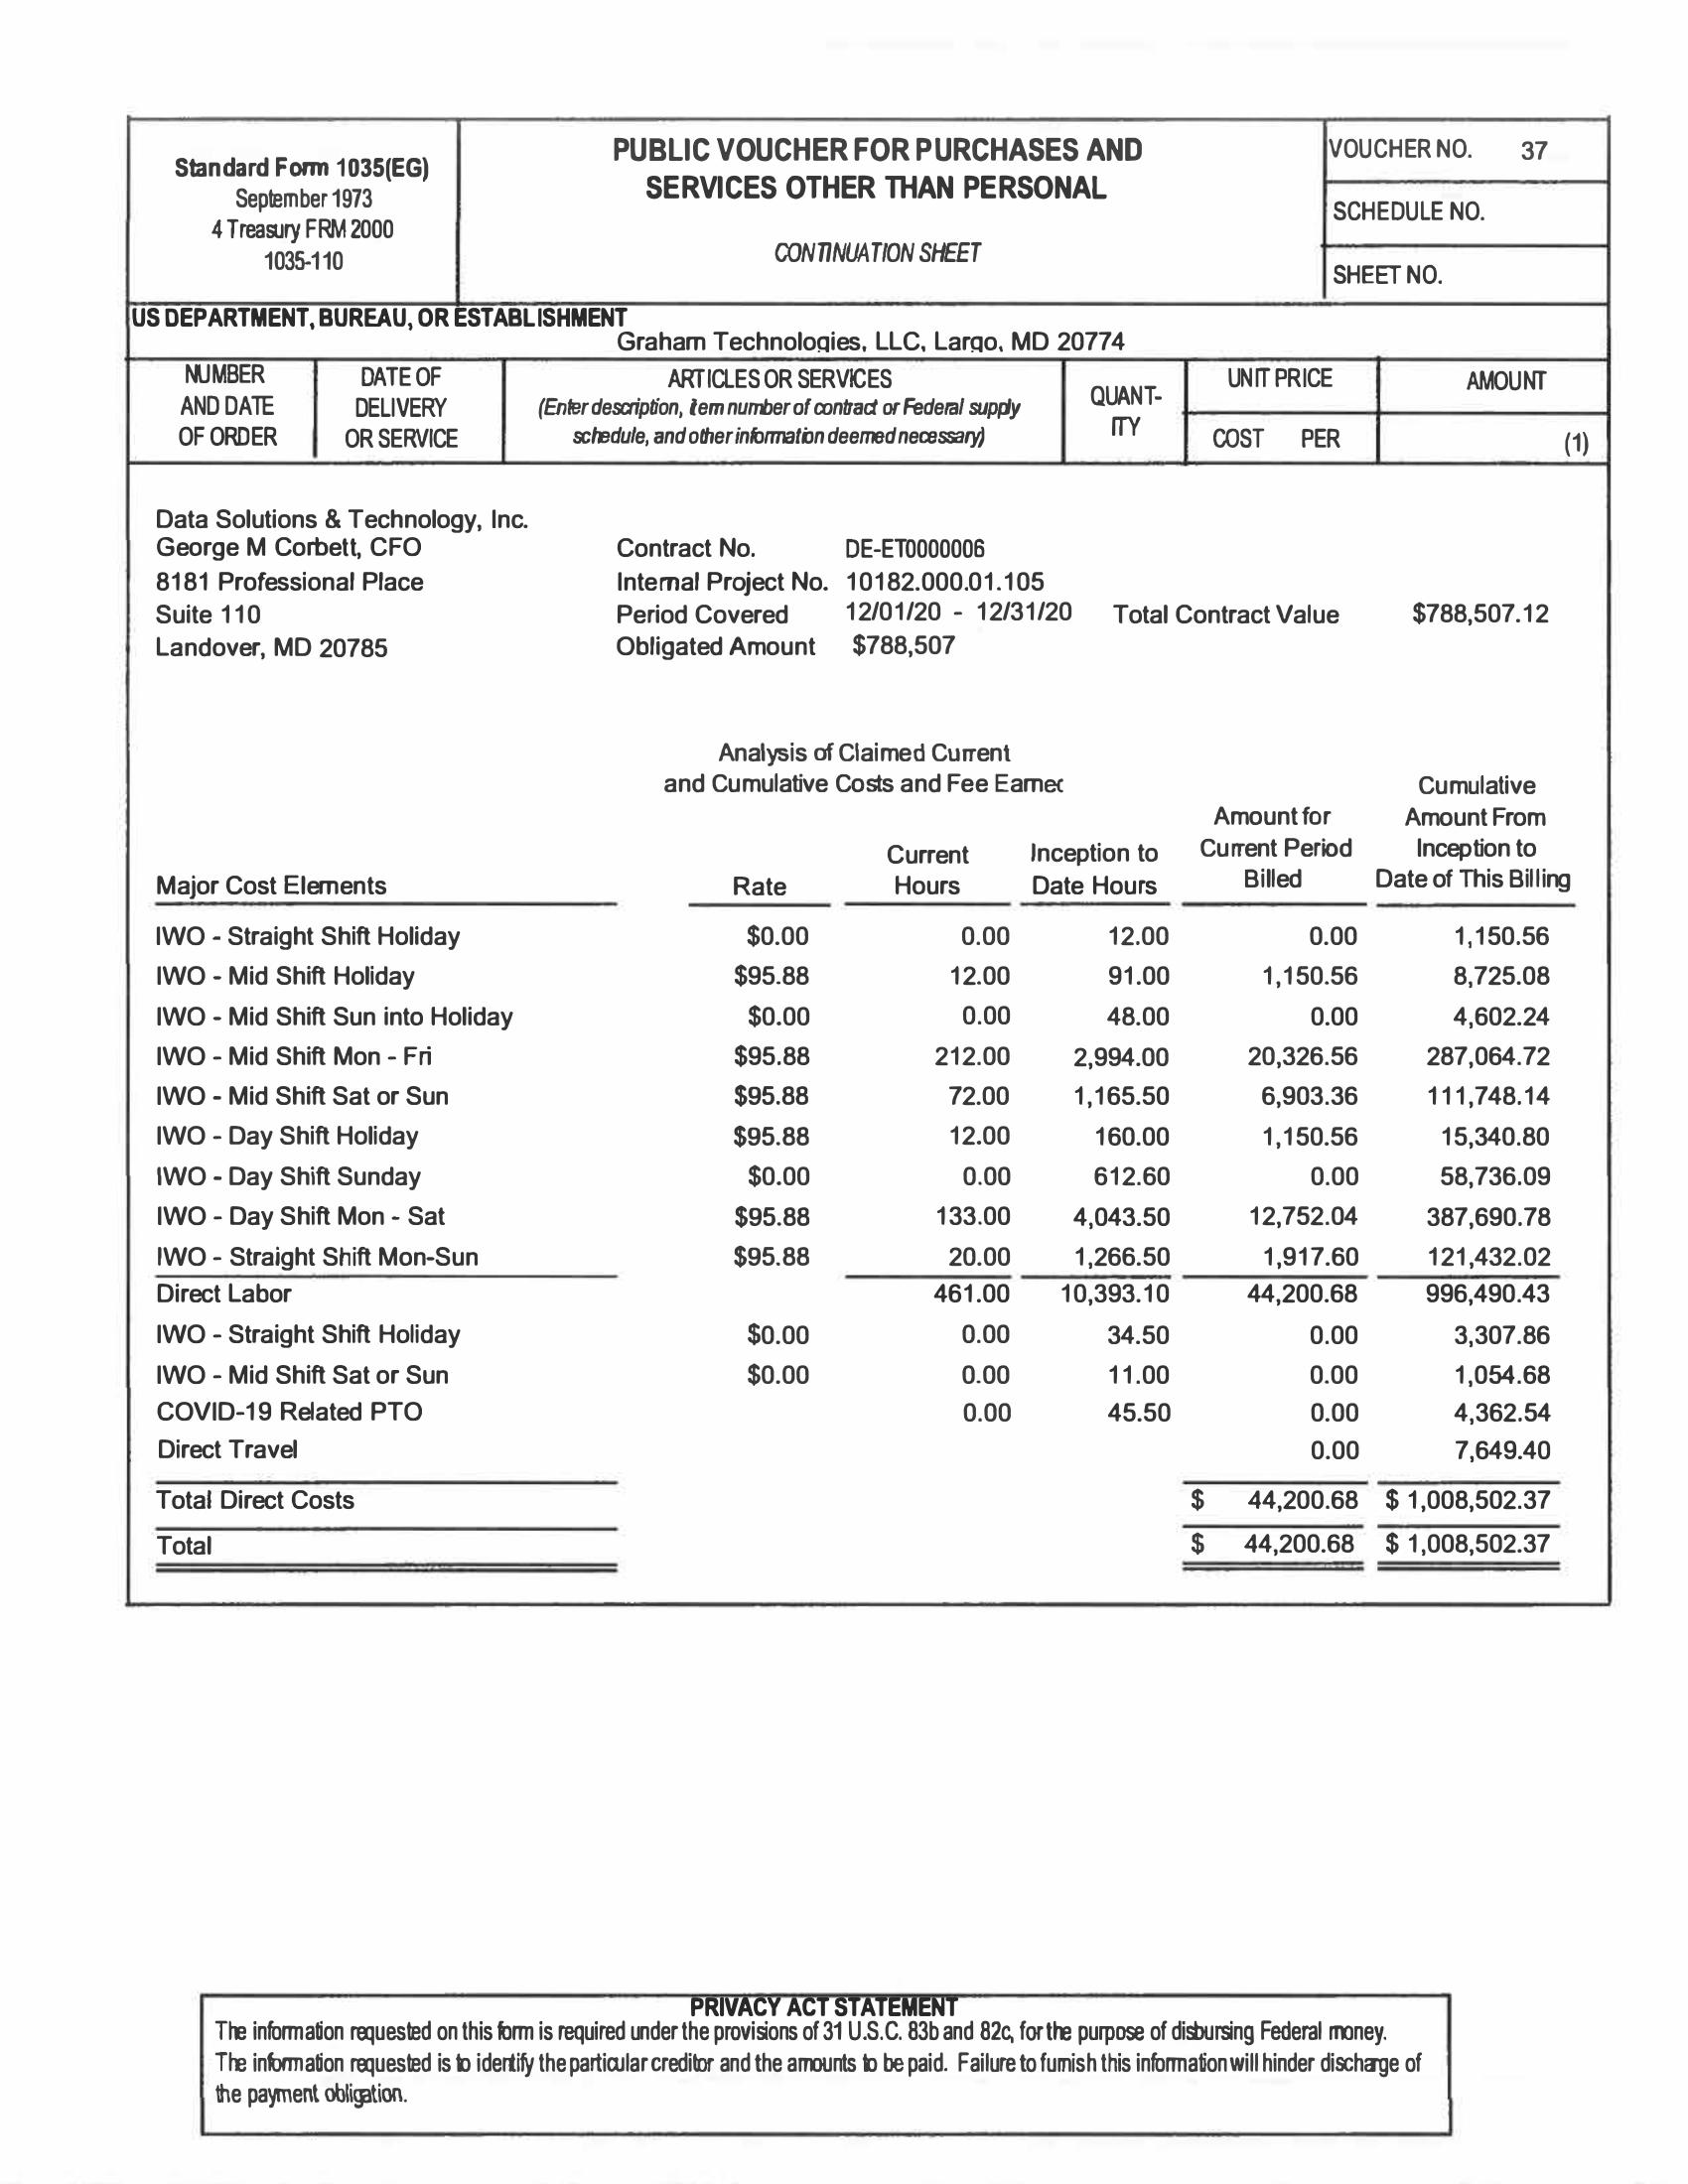 Standard Form 1035(EG)
September 1973
4 Treasury FRM 2000
1035-110
PUBLIC VOUCHER FOR PURCHASES AND
SERVICES OTHER THAN PERSONAL
CONTINUATION SHEET
VOUCHER NO. 37
SCHEDULE NO.
SHEET NO.
US DEPARTMENT, BUREAU, OR ESTABLISHMENT
Graham Technologies, LLC, Largo, MD 20774
NUMBER
AND DATE
OF ORDER
DATE OF
DELIVERY
OR SERVICE
ARTICLES OR SERVICES
(Enter description, item number of contract or Federal supply
schedule, and other information deemed necessary)
QUANT-
ITY
UNIT PRICE
COST PER
AMOUNT
(1)
Data Solutions & Technology, Inc.
George M Corbett, CFO
8181 Professional Place
Suite 110
Landover, MD 20785
Contract No. DE-ET0000006
Internal Project No. 10182.000.01.105
Period Covered 12/01/20 - 12/31/20 Total Contract Value $788,507.12
Obligated Amount $788,507
Analysis of Claimed Current
and Cumulative Costs and Fee Earned
Major Cost Elements
Rate
Current
Hours
Inception to
Date Hours
Amount for
Current Period
Billed
Cumulative
Amount From
Inception to
Date of This Billing
IWO - Straight Shift Holiday $0.00 0.00 12.00 0.00 1,150.56
IWO - Mid Shift Holiday $95.88 12.00 91.00 1,150.56 8,725.08
IWO - Mid Shift Sun into Holiday $0.00 0.00 48.00 0.00 4,602.24
IWO - Mid Shift Mon - Fri $95.88 212.00 2,994.00 20,326.56 287,064.72
IWO - Mid Shift Sat or Sun $95.88 72.00 1,165.50 6,903.36 111,748.14
IWO - Day Shift Holiday $95.88 12.00 160.00 1,150.56 15,340.80
IWO - Day Shift Sunday $0.00 0.00 612.60 0.00 58,736.09
IWO - Day Shift Mon - Sat $95.88 133.00 4,043.50 12,752.04 387,690.78
IWO - Straight Shift Mon-Sun $95.88 20.00 1,266.50 1,917.60 121,432.02
Direct Labor 461.00 10,393.10 44,200.68 996,490.43
IWO - Straight Shift Holiday $0.00 0.00 34.50 0.00 3,307.86
IWO - Mid Shift Sat or Sun $0.00 0.00 11.00 0.00 1,054.68
COVID-19 Related PTO 0.00 45.50 0.00 4,362.54
Direct Travel 0.00 7,649.40
Total Direct Costs $ 44,200.68 $ 1,008,502.37
Total $ 44,200.68 $ 1,008,502.37
PRIVACY ACT STATEMENT
The information requested on this form is required under the provisions of 31 U.S.C. 83b and 82c, for the purpose of disbursing Federal money.
The information requested is to identify the particular creditor and the amounts to be paid. Failure to furnish this information will hinder discharge of
the payment obligation.